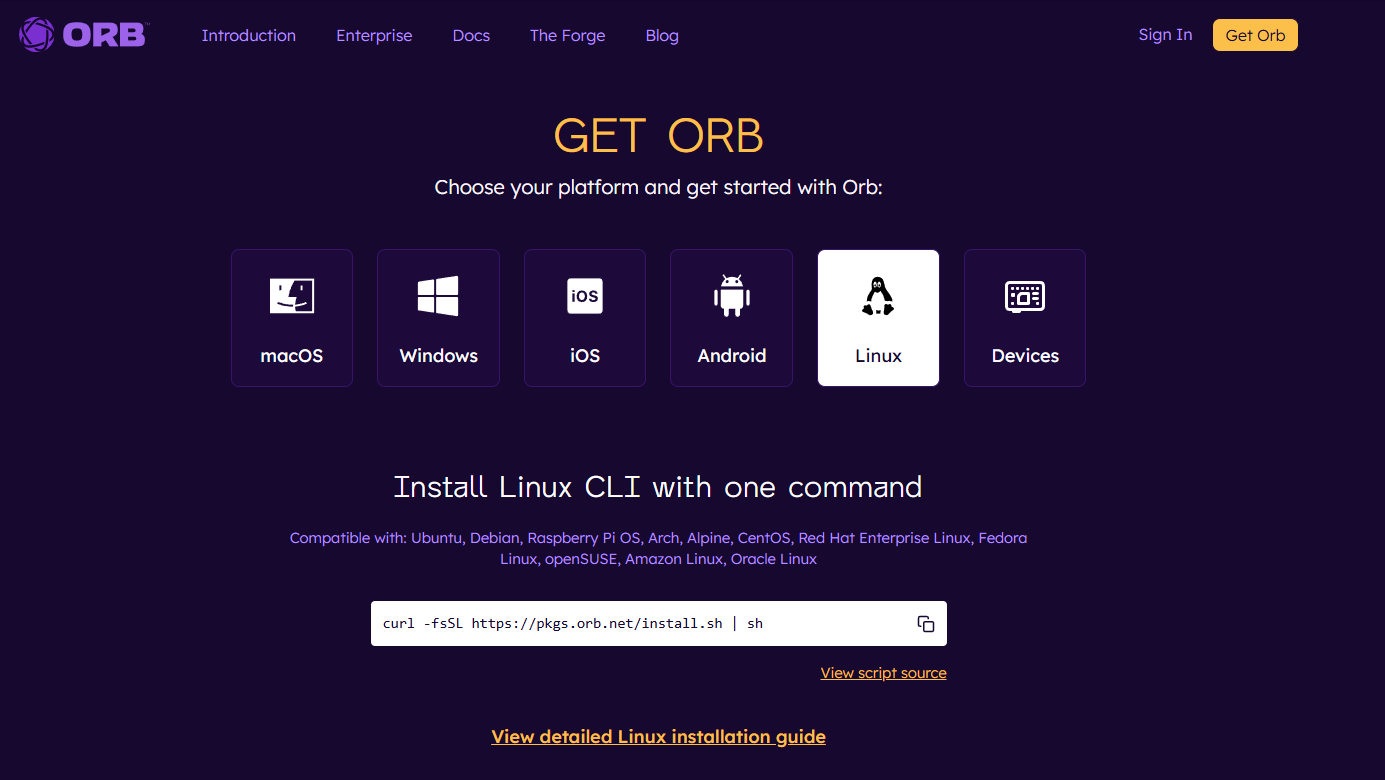 ORB™
Introduction
Enterprise
Docs
The Forge
Blog
Sign In
Get Orb
GET ORB
Choose your platform and get started with Orb:
macOS
Windows
iOS
iOS
Android
Linux
Devices
Install Linux CLI with one command
Compatible with: Ubuntu, Debian, Raspberry Pi OS, Arch, Alpine, CentOS, Red Hat Enterprise Linux, Fedora
Linux, openSUSE, Amazon Linux, Oracle Linux
curl -fsSL https://pkgs.orb.net/install.sh | sh
View script source
View detailed Linux installation guide